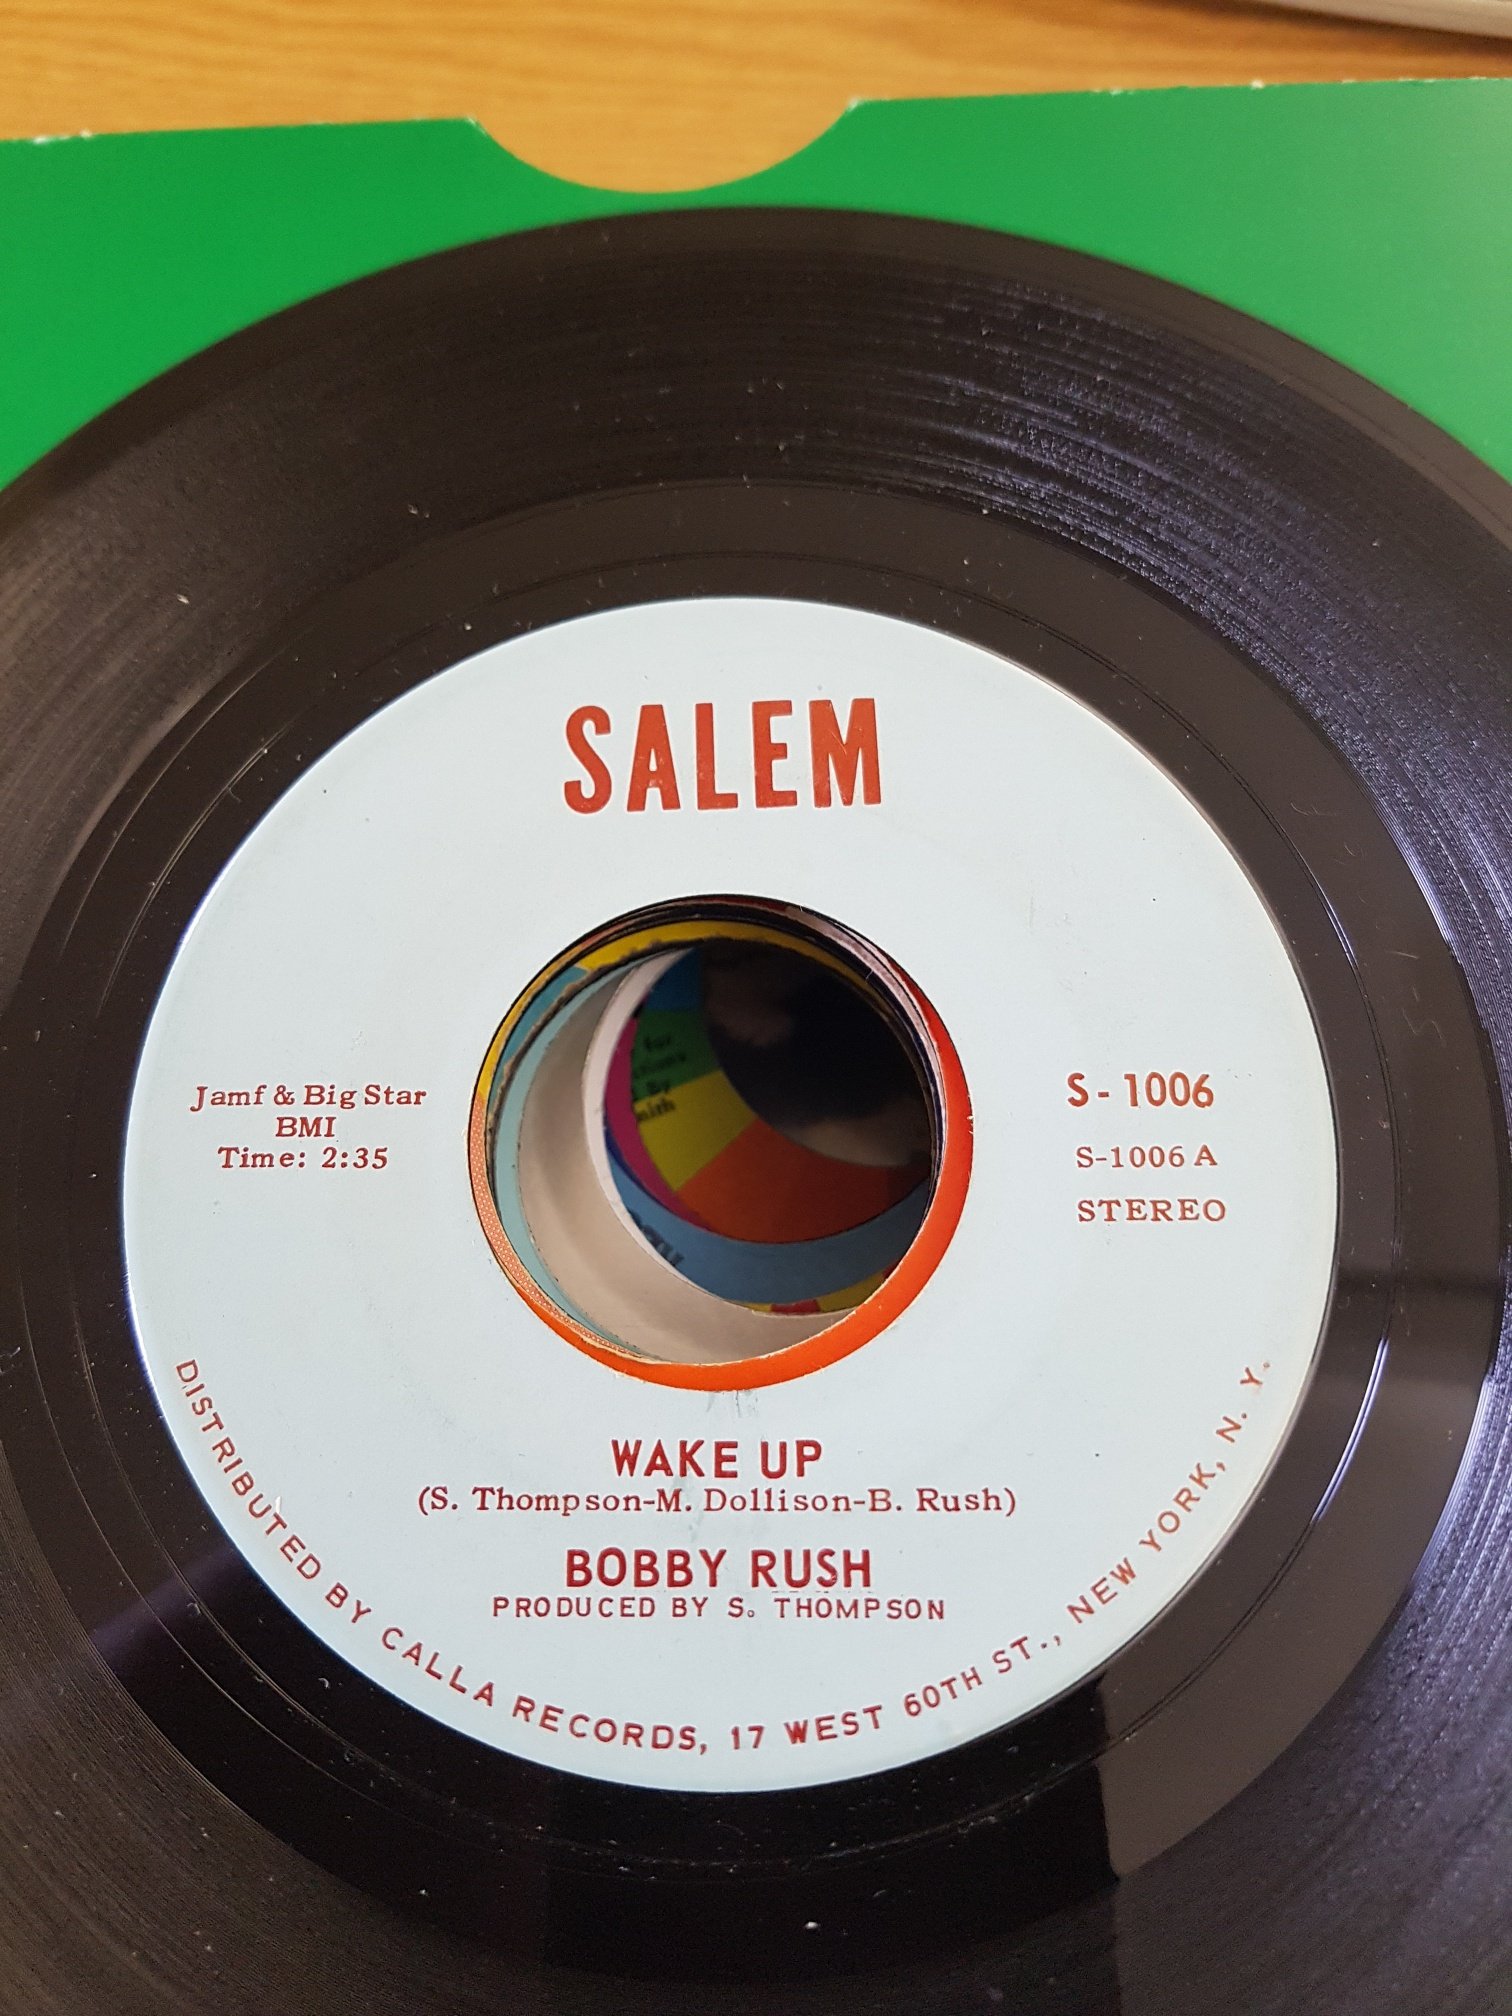 SALEM
Jamf & Big Star
BMI
Time: 2:35
S-1006
S-1006 A
STEREO
WAKE UP
(S. Thompson-M. Dollison-B. Rush)
BOBBY RUSH
PRODUCED BY S. THOMPSON
DISTRIBUTED BY CALLA RECORDS, 17 WEST 60TH ST., NEW YORK, N. Y.